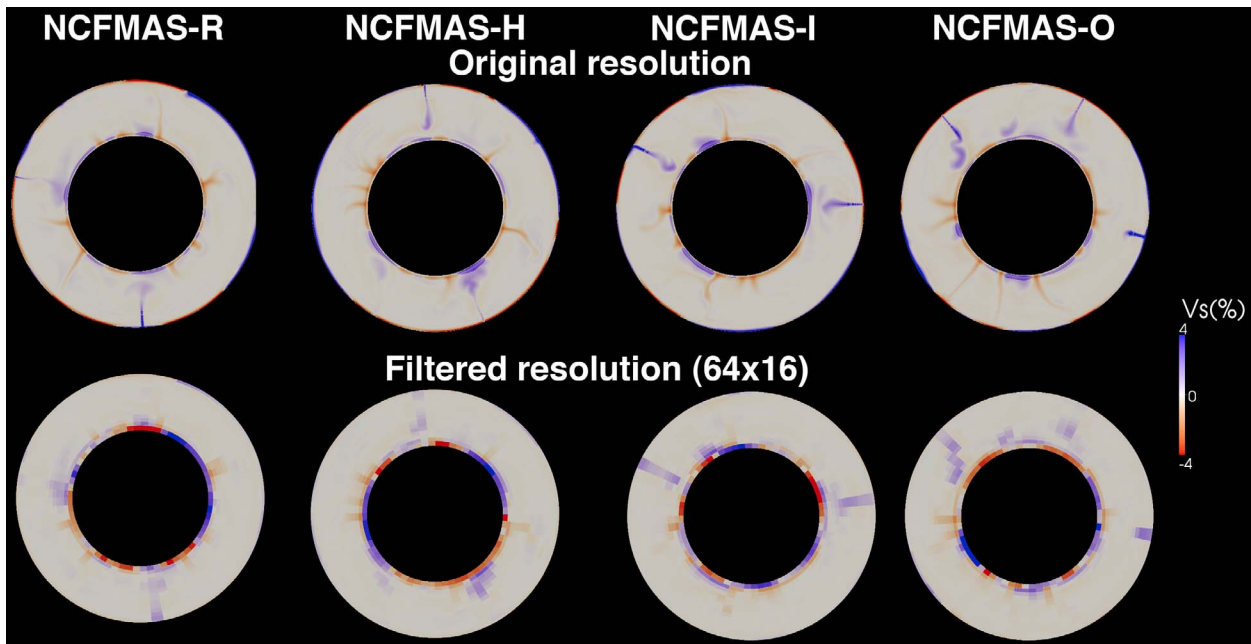 NCFMAS-R NCFMAS-H NCFMAS-I NCFMAS-O
Original resolution
Filtered resolution (64x16)
Vs(%)
4
0
-4